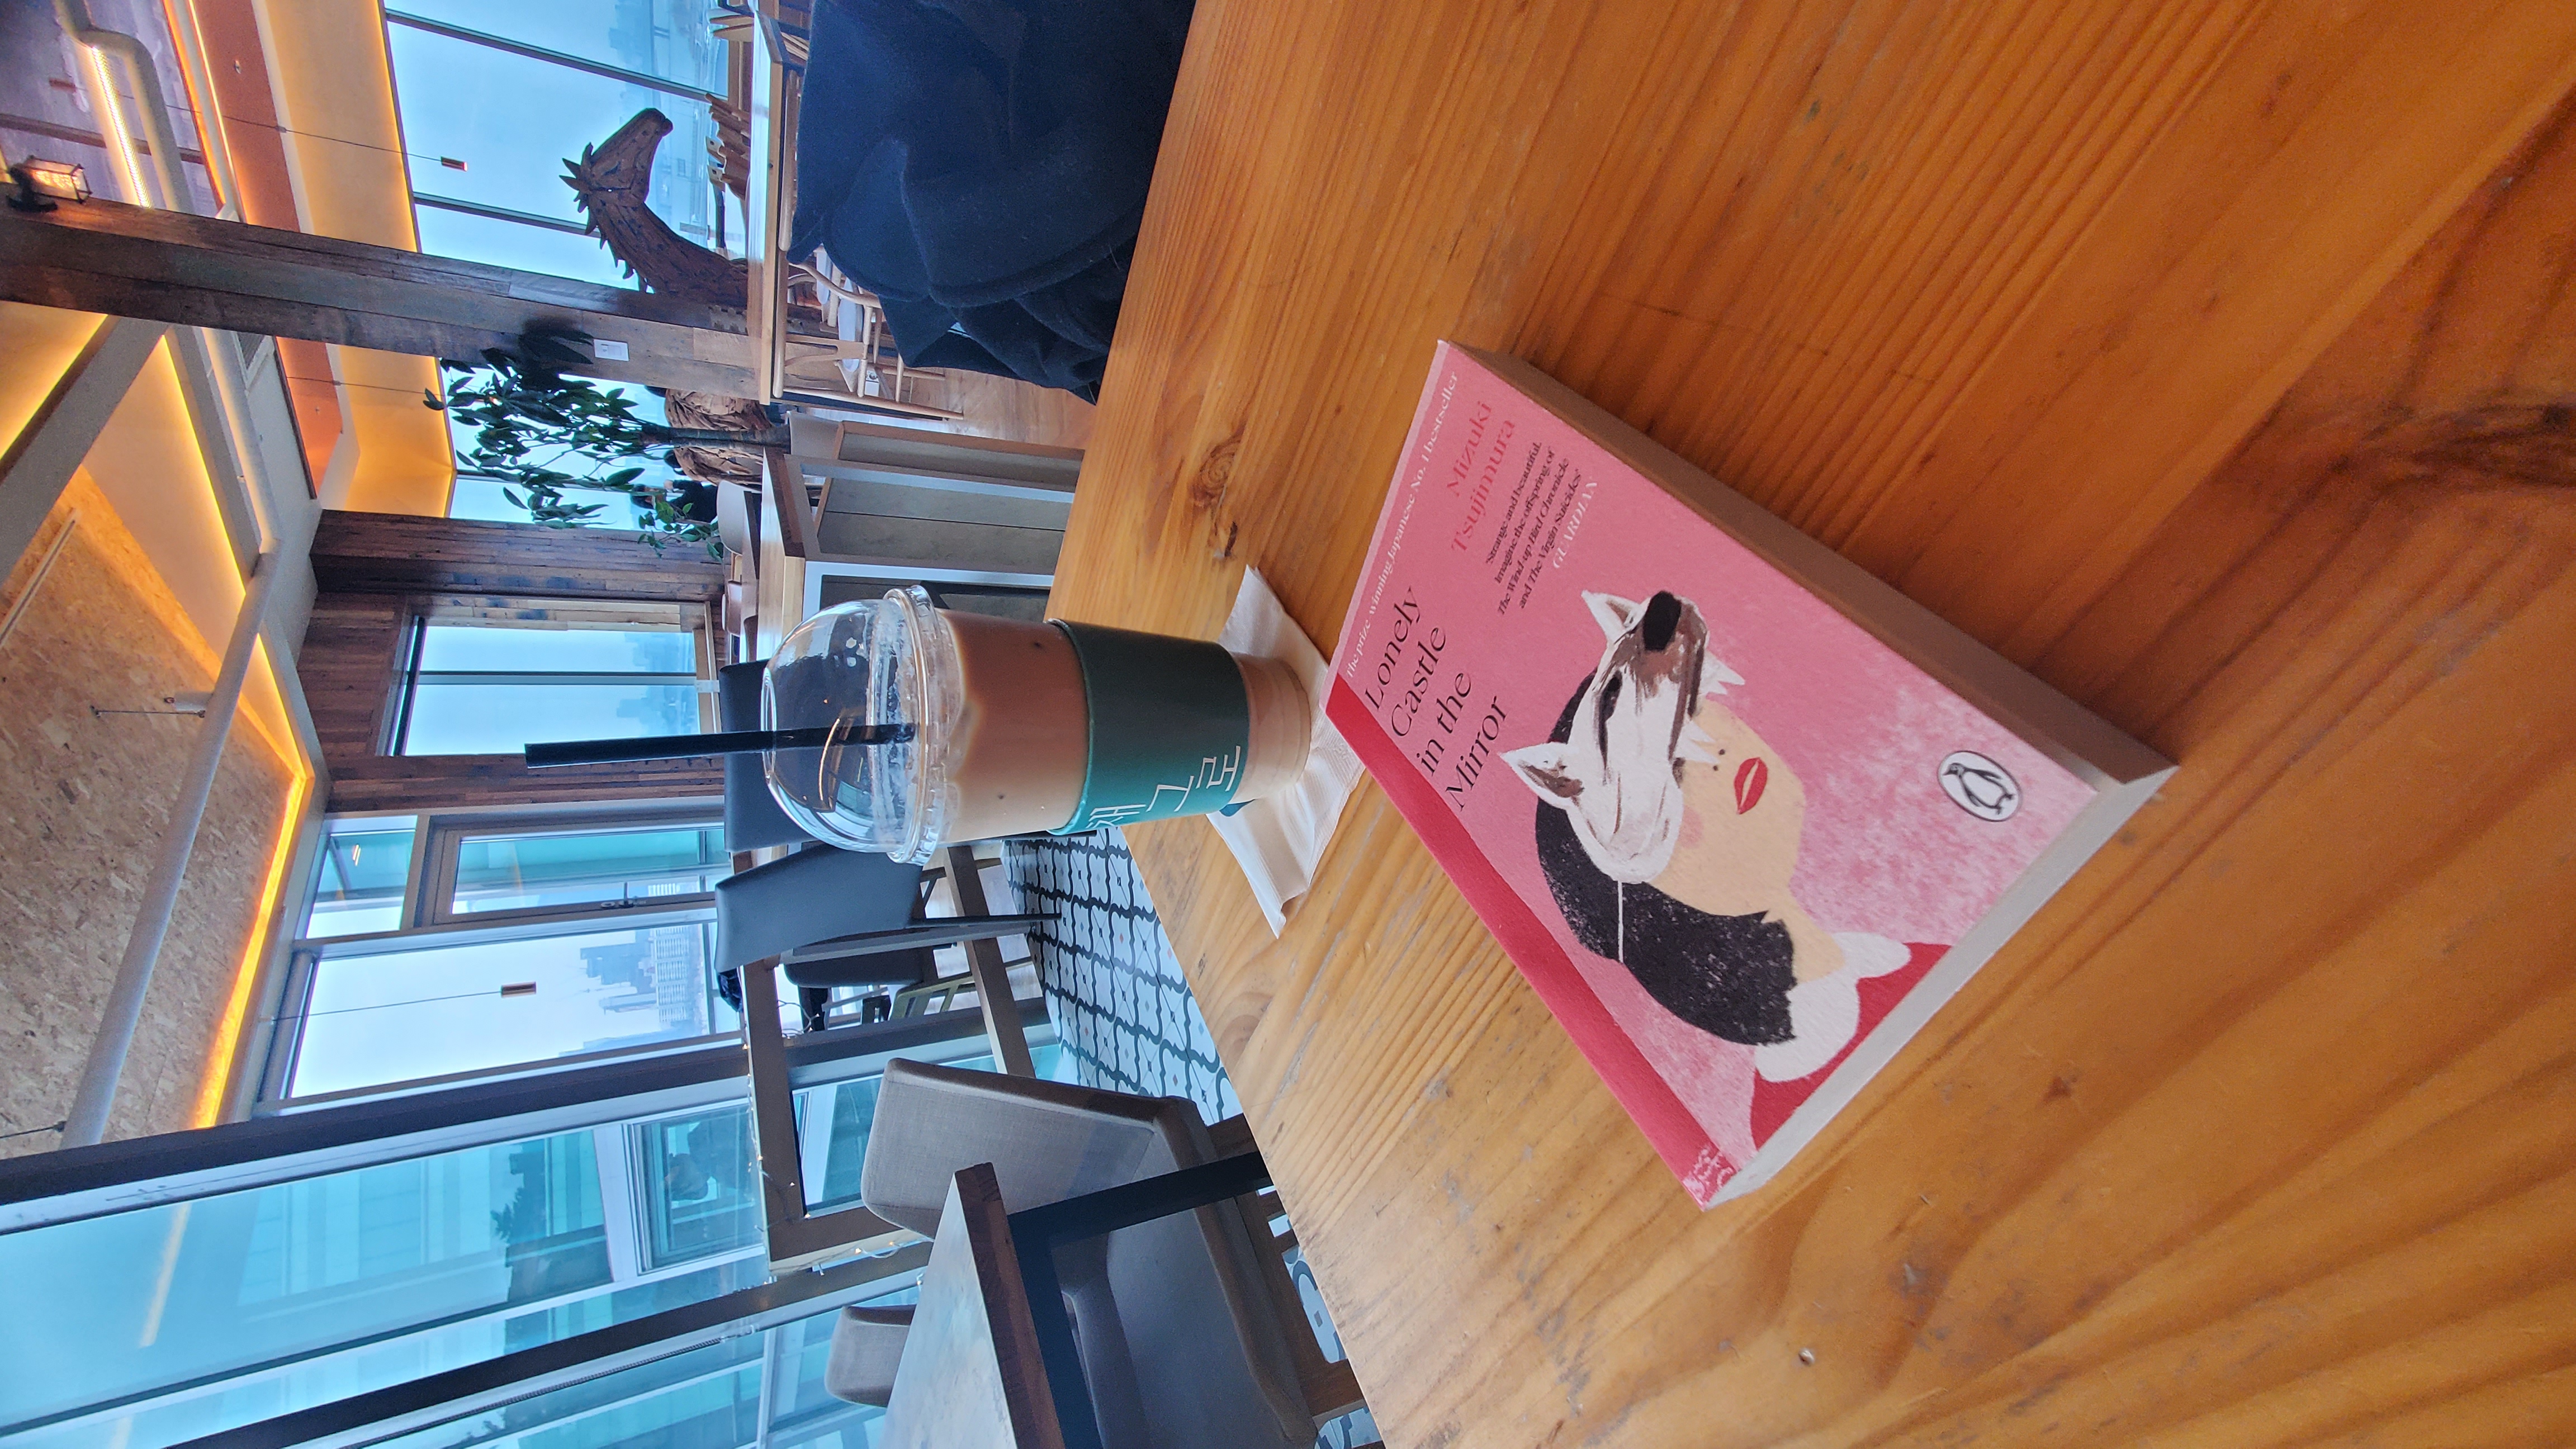 채
그
로
The prize-winning Japanese No. 1 bestseller
Lonely
Castle
in the
Mirror
Mizuki
Tsujimura
'Strange and beautiful.
Imagine the offspring of
The Wind-up Bird Chronicle
and The Virgin Suicides'
GUARDIAN